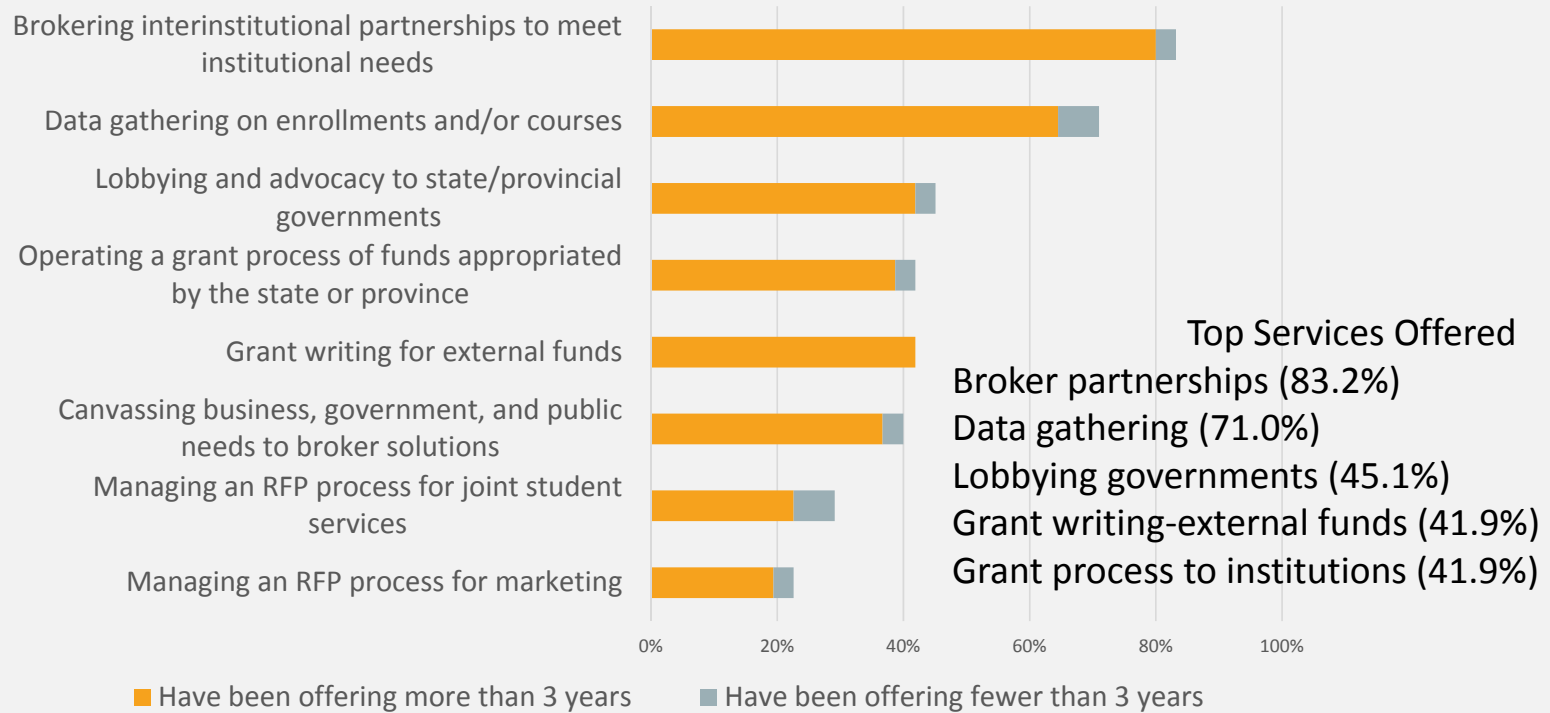 Brokering interinstitutional partnerships to meet
institutional needs
Data gathering on enrollments and/or courses
Lobbying and advocacy to state/provincial
governments
Operating a grant process of funds appropriated
by the state or province
Grant writing for external funds
Canvassing business, government, and public
needs to broker solutions
Managing an RFP process for joint student
services
Managing an RFP process for marketing
Top Services Offered
Broker partnerships (83.2%)
Data gathering (71.0%)
Lobbying governments (45.1%)
Grant writing-external funds (41.9%)
Grant process to institutions (41.9%)
0% 20% 40% 60% 80% 100%
Have been offering more than 3 years Have been offering fewer than 3 years